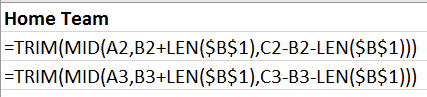 Home Team
=TRIM(MID(A2,B2+LEN($B$1),C2-B2-LEN($B$1)))
=TRIM(MID(A3,B3+LEN($B$1),C3-B3-LEN($B$1)))